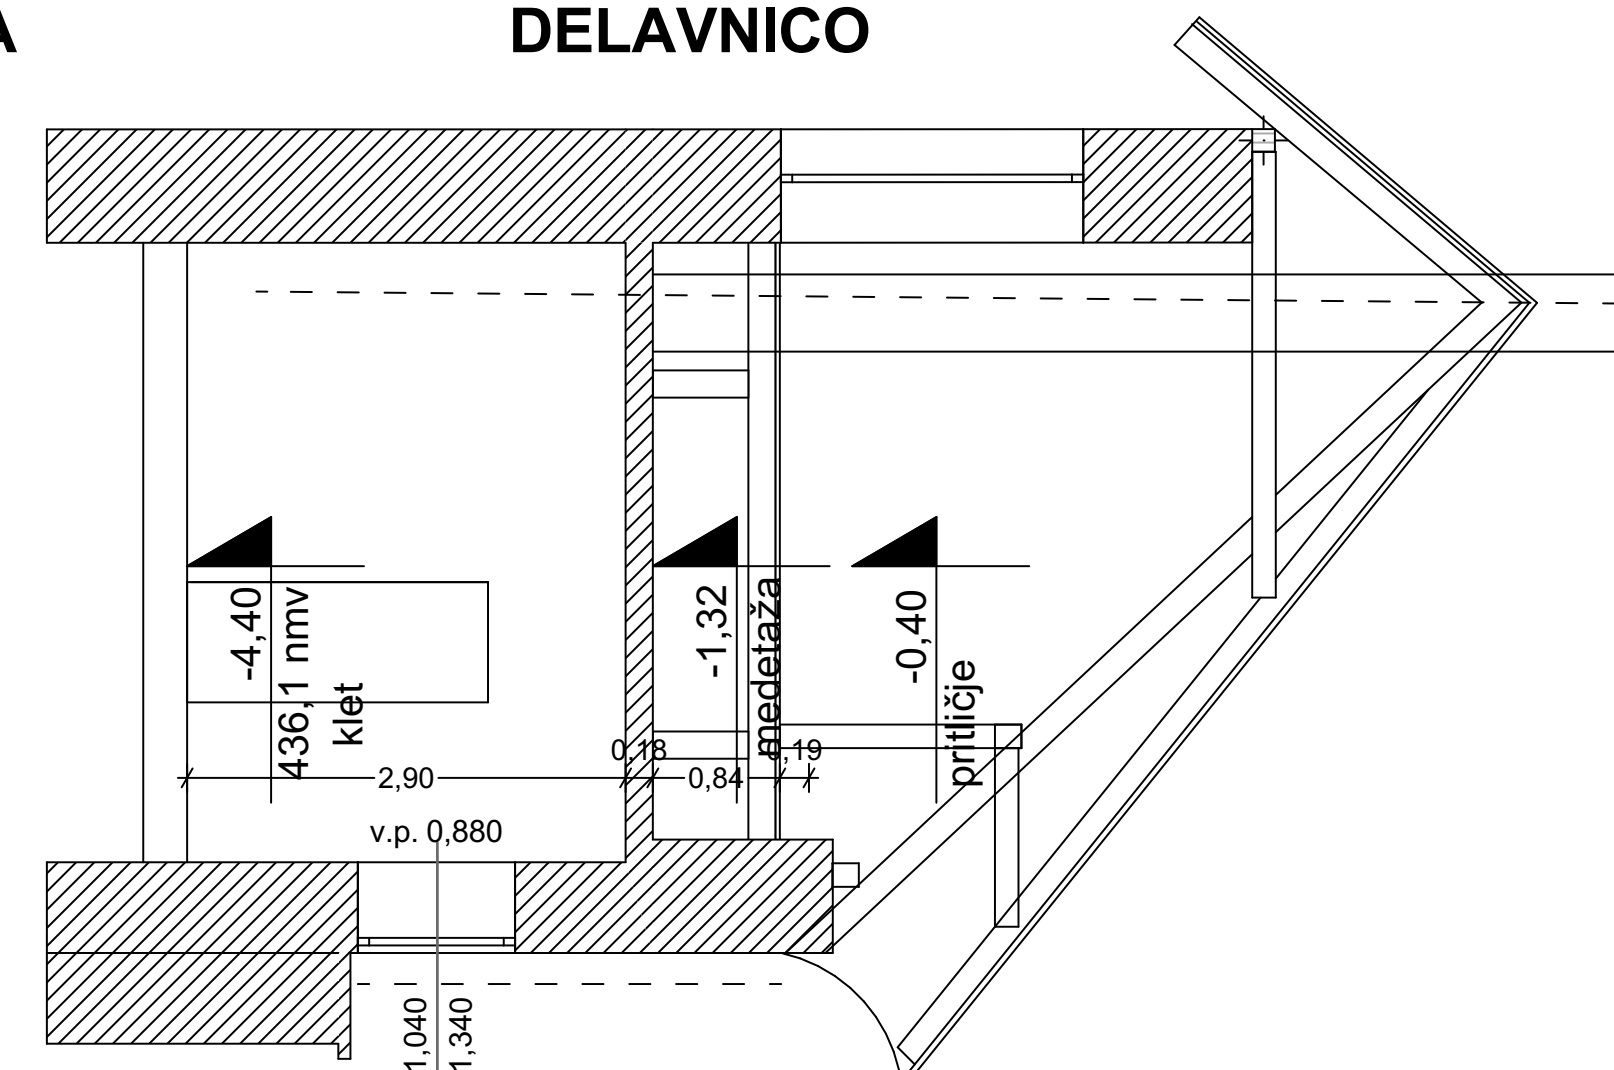 A
DELAVNICO
-4,40
436,1 nmv
klet
-1,32
medetaža
-0,40
pritličje
0,18
0,19
2,90
0,84
v.p. 0,880
1,040
1,340